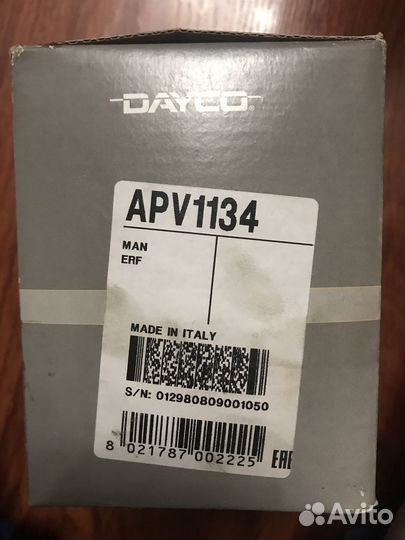 DAYCO®
APV1134
MAN
ERF
MADE IN ITALY
S/N: 012980809001050
8 021787 002225
EAC
Avito